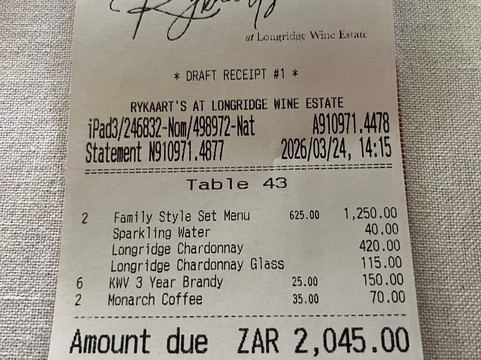 at Longridge Wine Estate
* DRAFT RECEIPT #1 *
RYKAART'S AT LONGRIDGE WINE ESTATE
iPad3/246832-Nom/498972-Nat A910971.4478
Statement N910971.4877 2026/03/24, 14:15
Table 43
2 Family Style Set Menu 625.00 1,250.00
Sparkling Water 40.00
Longridge Chardonnay 420.00
Longridge Chardonnay Glass 115.00
6 KWV 3 Year Brandy 25.00 150.00
2 Monarch Coffee 35.00 70.00
Amount due ZAR 2,045.00